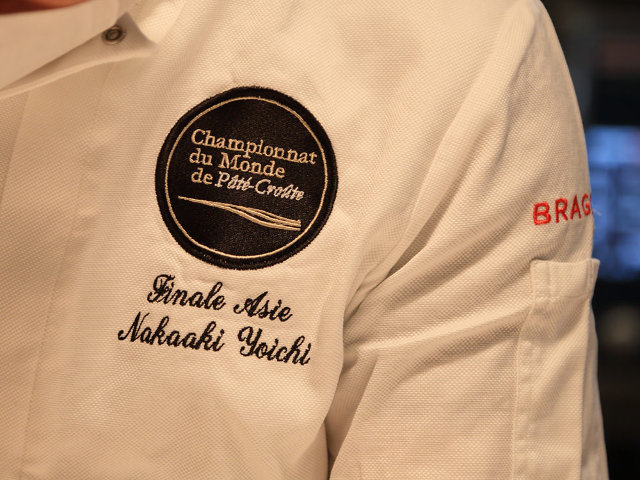 Championnat
du Monde
de Pâté-Croûte
Finale Asie
Nakaaki Yoichi